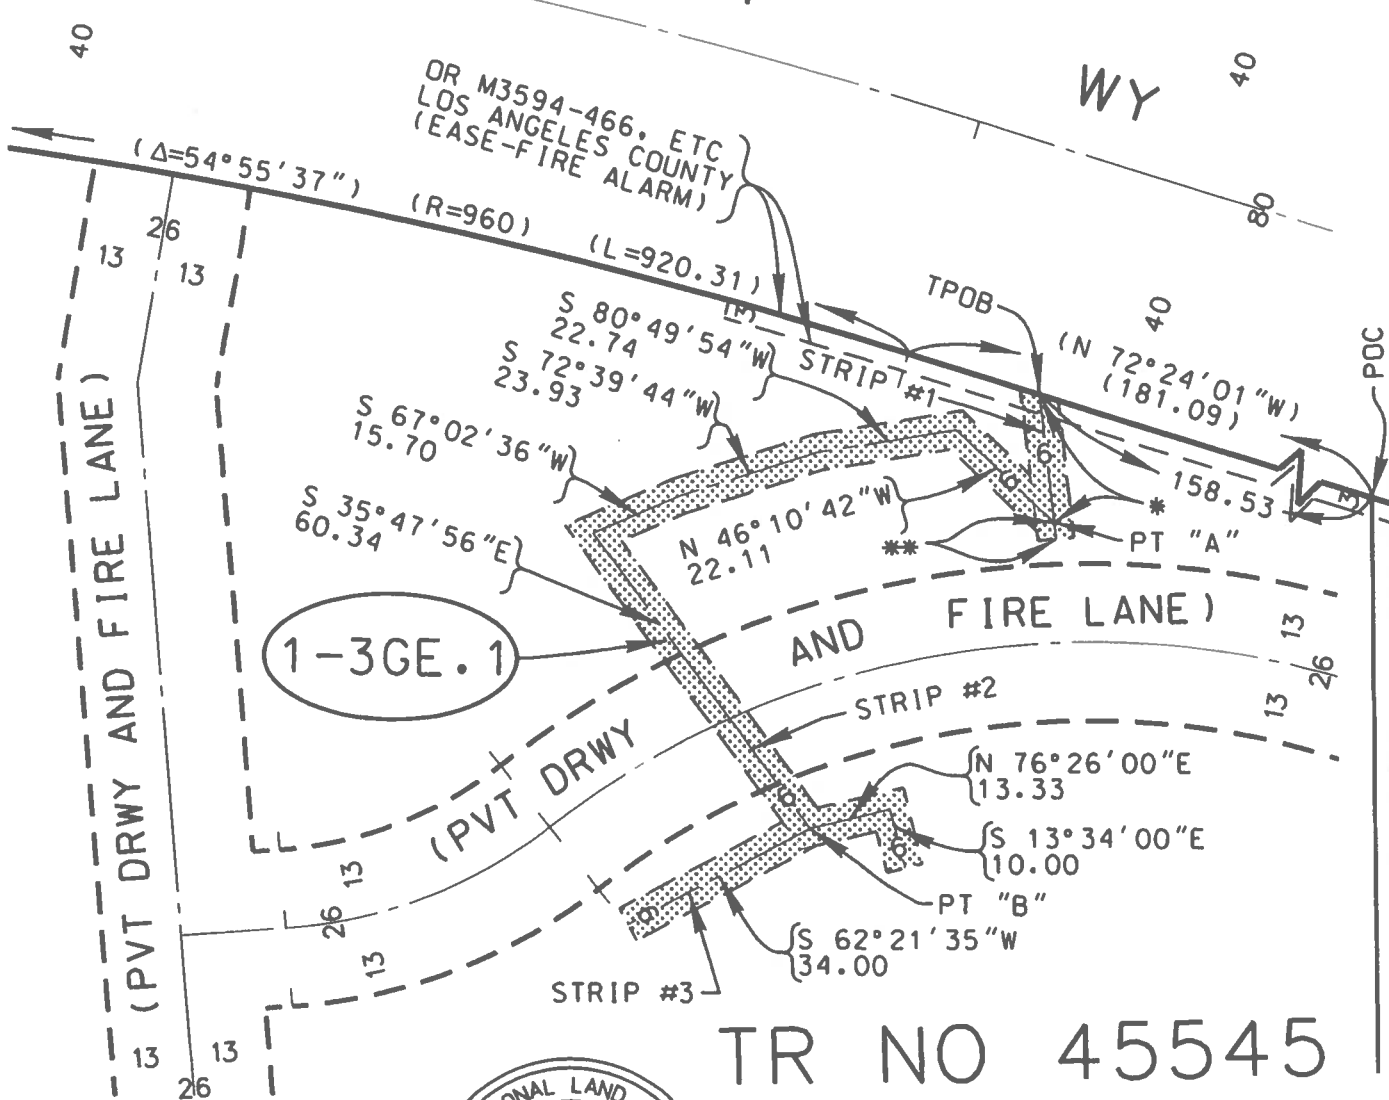 40
40
WY
80
OR M3594-466, ETC
LOS ANGELES COUNTY
(EASE-FIRE ALARM)
(Δ=54°55'37")
(R=960)
(L=920.31)
26
13
13
TPOB
40
(N 72°24'01"W)
(181.09)
POC
S 80°49'54"W
22.74
STRIP #1
S 72°39'44"W
23.93
S 67°02'36"W
15.70
S 35°47'56"E
60.34
6
158.53
*
N 46°10'42"W
22.11
**
PT "A"
6
1-3GE.1
(PVT DRWY AND FIRE LANE)
(PVT DRWY
AND
FIRE LANE)
13
26
13
STRIP #2
6
N 76°26'00"E
13.33
S 13°34'00"E
10.00
6
PT "B"
S 62°21'35"W
34.00
6
STRIP #3
13
26
13
13
13
26
TR NO 45545
ONAL LAND